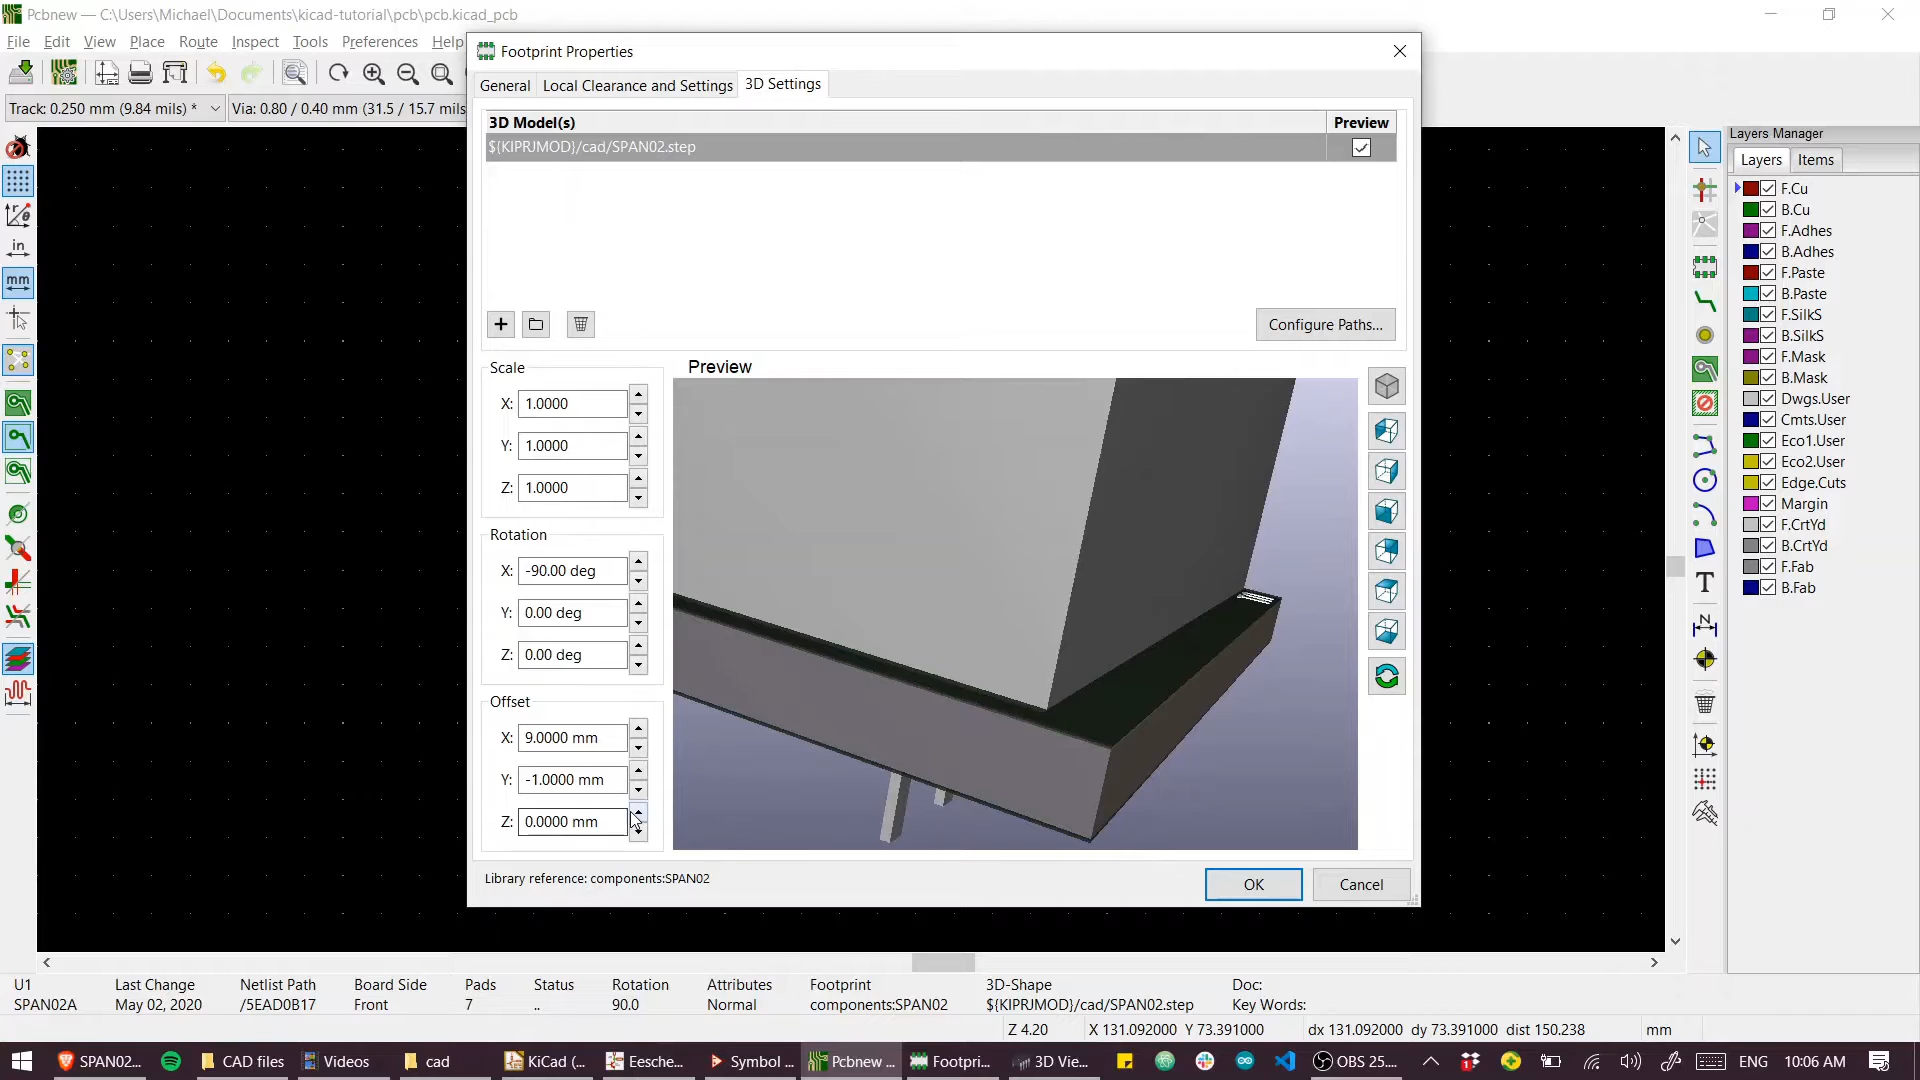 Pcbnew — C:\Users\Michael\Documents\kicad-tutorial\pcb\pcb.kicad_pcb
File Edit View Place Route Inspect Tools Preferences Help
Track: 0.250 mm (9.84 mils) *
Via: 0.80 / 0.40 mm (31.5 / 15.7 mils
in
mm
Footprint Properties
General Local Clearance and Settings 3D Settings
3D Model(s) Preview
${KIPRJMOD}/cad/SPAN02.step
Configure Paths...
Scale
X: 1.0000
Y: 1.0000
Z: 1.0000
Rotation
X: -90.00 deg
Y: 0.00 deg
Z: 0.00 deg
Offset
X: 9.0000 mm
Y: -1.0000 mm
Z: 0.0000 mm
Preview
Library reference: components:SPAN02
OK Cancel
Layers Manager
Layers Items
F.Cu
B.Cu
F.Adhes
B.Adhes
F.Paste
B.Paste
F.SilkS
B.SilkS
F.Mask
B.Mask
Dwgs.User
Cmts.User
Eco1.User
Eco2.User
Edge.Cuts
Margin
F.CrtYd
B.CrtYd
F.Fab
B.Fab
T
N
U1 Last Change Netlist Path Board Side Pads Status Rotation Attributes Footprint 3D-Shape Doc:
SPAN02A May 02, 2020 /5EAD0B17 Front 7 .. 90.0 Normal components:SPAN02 ${KIPRJMOD}/cad/SPAN02.step Key Words:
Z 4.20 X 131.092000 Y 73.391000 dx 131.092000 dy 73.391000 dist 150.238 mm
SPAN02... CAD files Videos cad KiCad (... Eesche... Symbol ... Pcbnew ... Footpri... 3D Vie... OBS 25.... ENG 10:06 AM